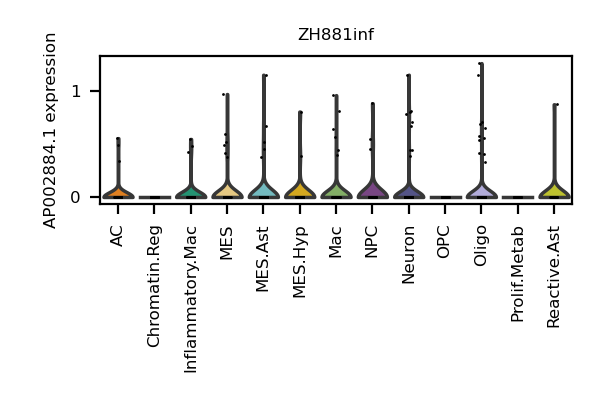 ZH881inf
AP002884.1 expression
1
0
AC
Chromatin.Reg
Inflammatory.Mac
MES
MES.Ast
MES.Hyp
Mac
NPC
Neuron
OPC
Oligo
Prolif.Metab
Reactive.Ast